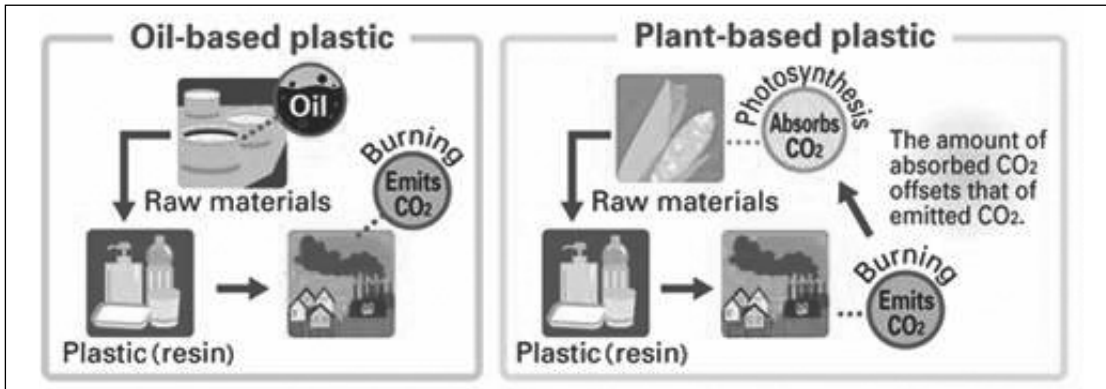 Oil-based plastic
Oil
Burning
Emits
CO₂
Raw materials
Plastic (resin)
Plant-based plastic
Photosynthesis
Absorbs
CO₂
The amount of
absorbed CO₂
offsets that of
emitted CO₂.
Raw materials
Burning
Emits
CO₂
Plastic (resin)